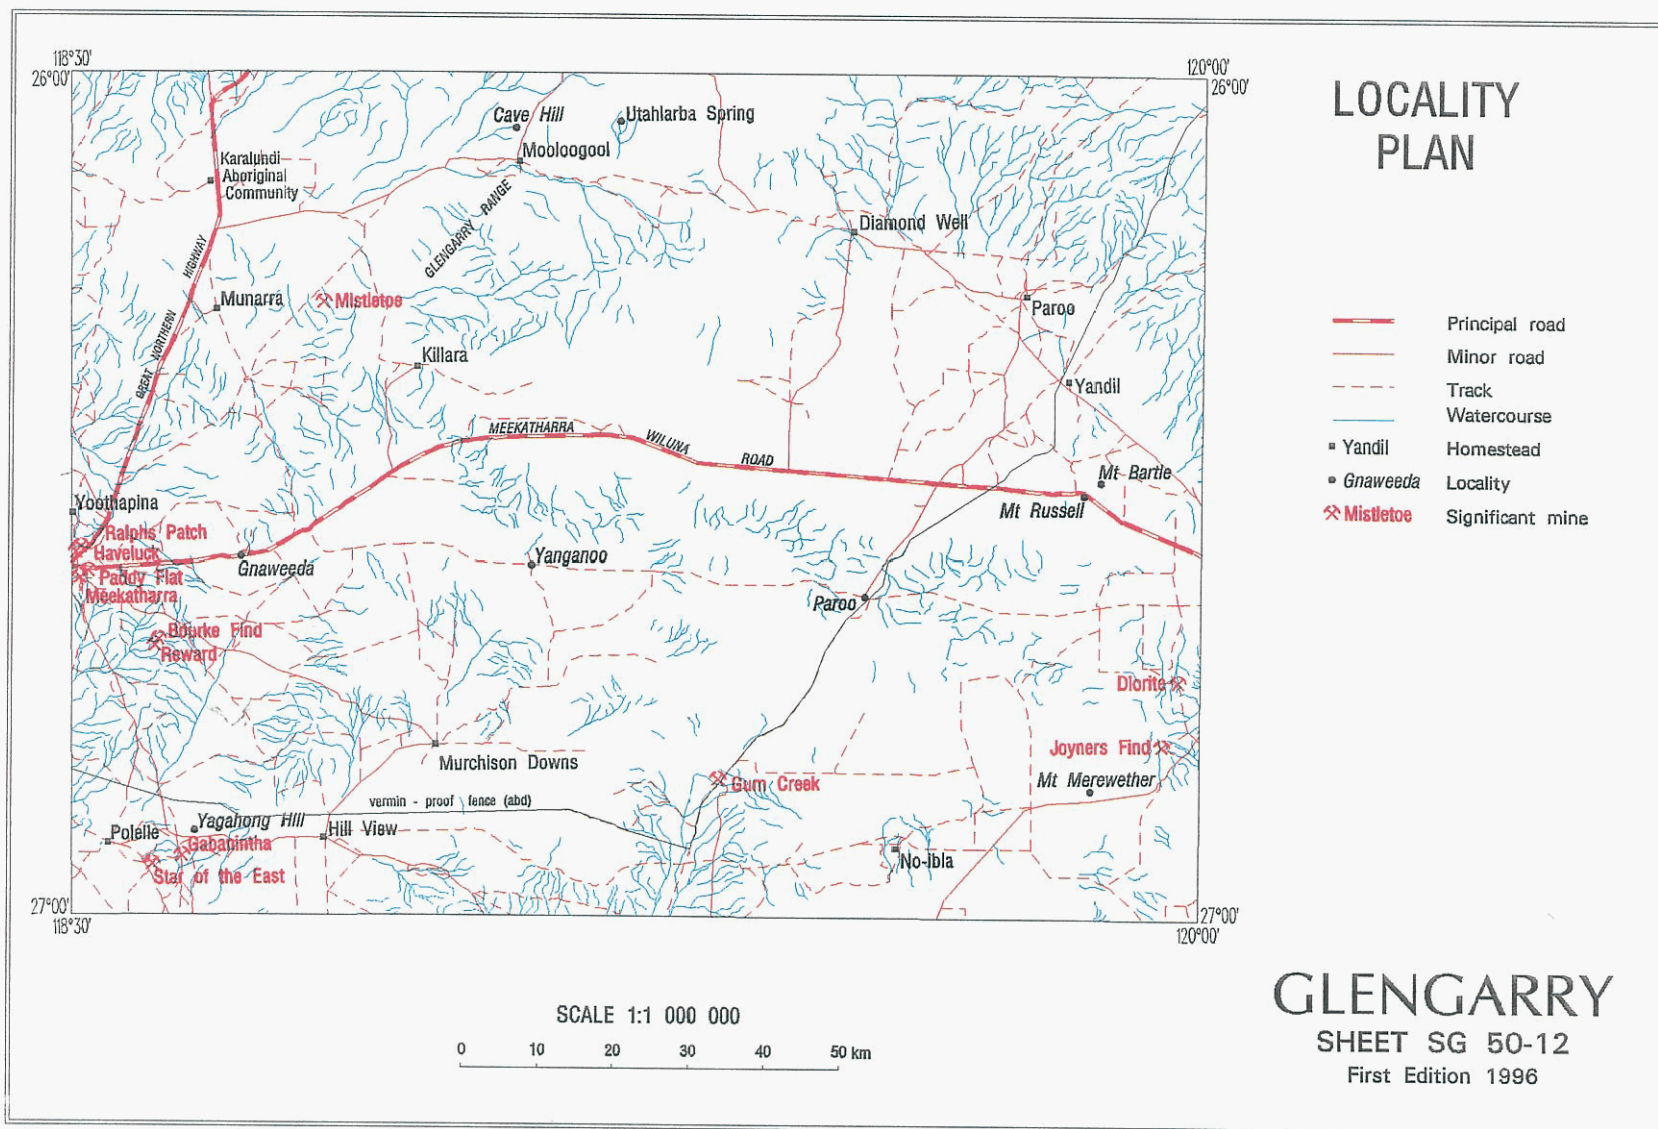 118°30'
26°00'
120°00'
26°00'
LOCALITY
PLAN
Cave Hill
Utahlarba Spring
Mooloogool
Karalundi
Aboriginal
Community
GLENGARRY RANGE
Diamond Well
GREAT NORTHERN HIGHWAY
Munarra
Mistletoe
Paroo
Killara
Yandil
MEEKATHARRA WILUNA ROAD
Mt Bartle
Mt Russell
Yoothapina
Ralphs Patch
Haveluck
Gnaweeda
Paddy Flat
Meekatharra
Yanganoo
Paroo
Bourke Find
Reward
Diorite
Joyners Find
Mt Merewether
Murchison Downs
Gum Creek
vermin - proof fence (abd)
Polelle
Yagahong Hill
Hill View
Gabanintha
Star of the East
No-ibla
27°00'
118°30'
27°00'
120°00'
Principal road
Minor road
Track
Watercourse
Yandil Homestead
Gnaweeda Locality
Mistletoe Significant mine
SCALE 1:1 000 000
0 10 20 30 40 50 km
GLENGARRY
SHEET SG 50-12
First Edition 1996